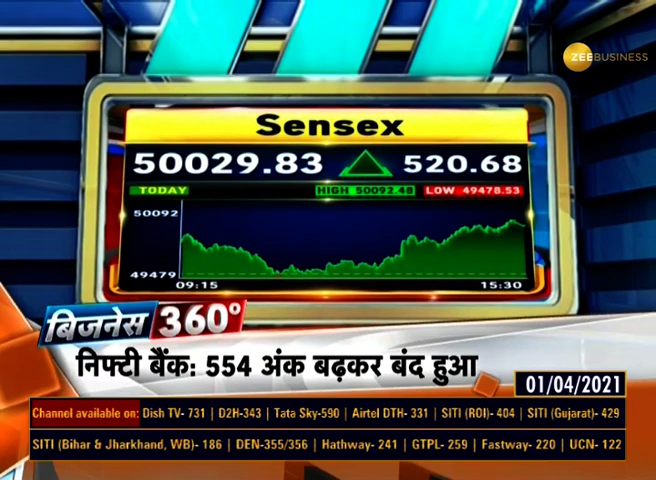 ZEEBUSINESS
Sensex
50029.83 520.68
TODAY HIGH 50092.48 LOW 49478.53
50092
49479
09:15 15:30
बिजनेस 360°
निफ्टी बैंक: 554 अंक बढ़कर बंद हुआ
01/04/2021
Channel available on: Dish TV- 731 | D2H-343 | Tata Sky-590 | Airtel DTH- 331 | SITI (ROI)- 404 | SITI (Gujarat)- 429
SITI (Bihar & Jharkhand, WB)- 186 | DEN-355/356 | Hathway- 241 | GTPL- 259 | Fastway- 220 | UCN- 122